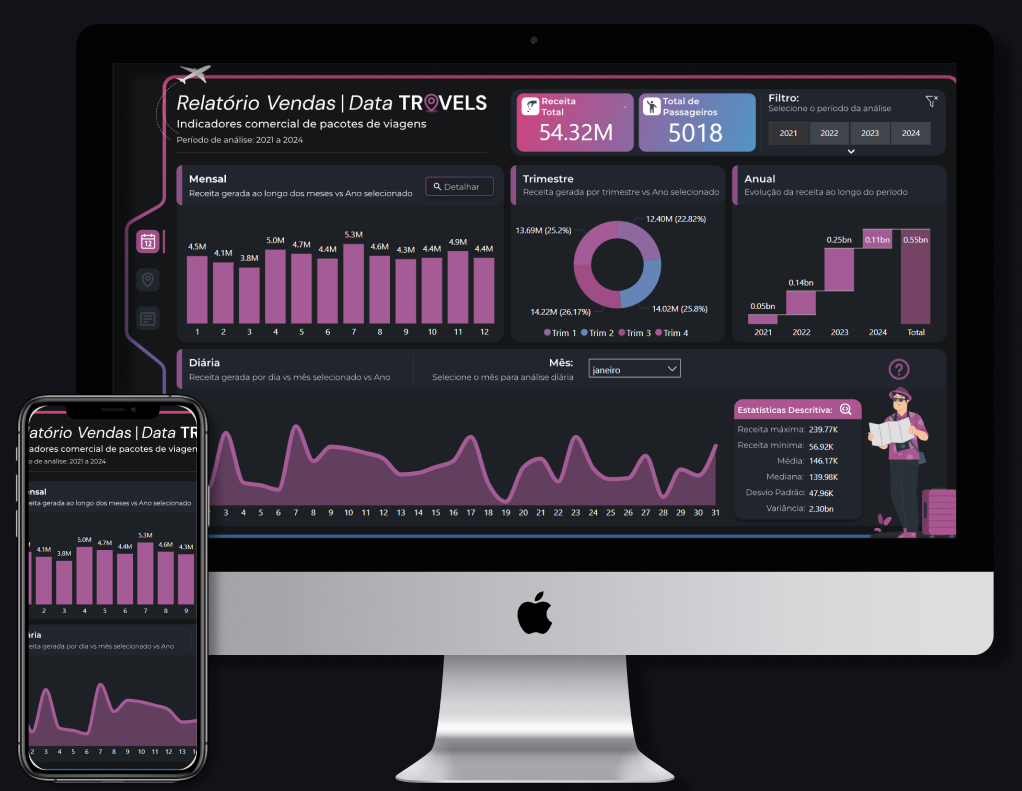 Relatório Vendas | Data TROVELS
Indicadores comercial de pacotes de viagens
Período de análise: 2021 a 2024
Receita
Total
54.32M
Total de
Passageiros
5018
Filtro:
Selecione o período da análise
2021 2022 2023 2024
Mensal
Receita gerada ao longo dos meses vs Ano selecionado
Detalhar
4.5M 4.1M 3.8M 5.0M 4.7M 4.4M 5.3M 4.6M 4.3M 4.4M 4.9M 4.4M
1 2 3 4 5 6 7 8 9 10 11 12
Trimestre
Receita gerada por trimestre vs Ano selecionado
12.40M (22.82%)
13.69M (25.2%)
14.22M (26.17%)
14.02M (25.8%)
Trim 1 Trim 2 Trim 3 Trim 4
Anual
Evolução da receita ao longo do período
0.05bn 0.14bn 0.25bn 0.11bn 0.55bn
2021 2022 2023 2024 Total
12
Diária
Receita gerada por dia vs mês selecionado vs Ano
Mês:
Selecione o mês para análise diária
janeiro
?
3 4 5 6 7 8 9 10 11 12 13 14 15 16 17 18 19 20 21 22 23 24 25 26 27 28 29 30 31
Estatísticas Descritiva:
Receita máxima: 239.77K
Receita mínima: 56.92K
Média: 146.17K
Mediana: 139.98K
Desvio Padrão: 47.96K
Variância: 2.30bn
atório Vendas | Data TR
adores comercial de pacotes de viagen
o de análise: 2021 a 2024
ensal
eita gerada ao longo dos meses vs Ano selecionado
4.1M 3.8M 5.0M 4.7M 4.4M 5.3M 4.6M 4.3M
2 3 4 5 6 7 8 9
ária
eita gerada por dia vs mês selecionado vs Ano
2 3 4 5 6 7 8 9 10 11 12 13 1